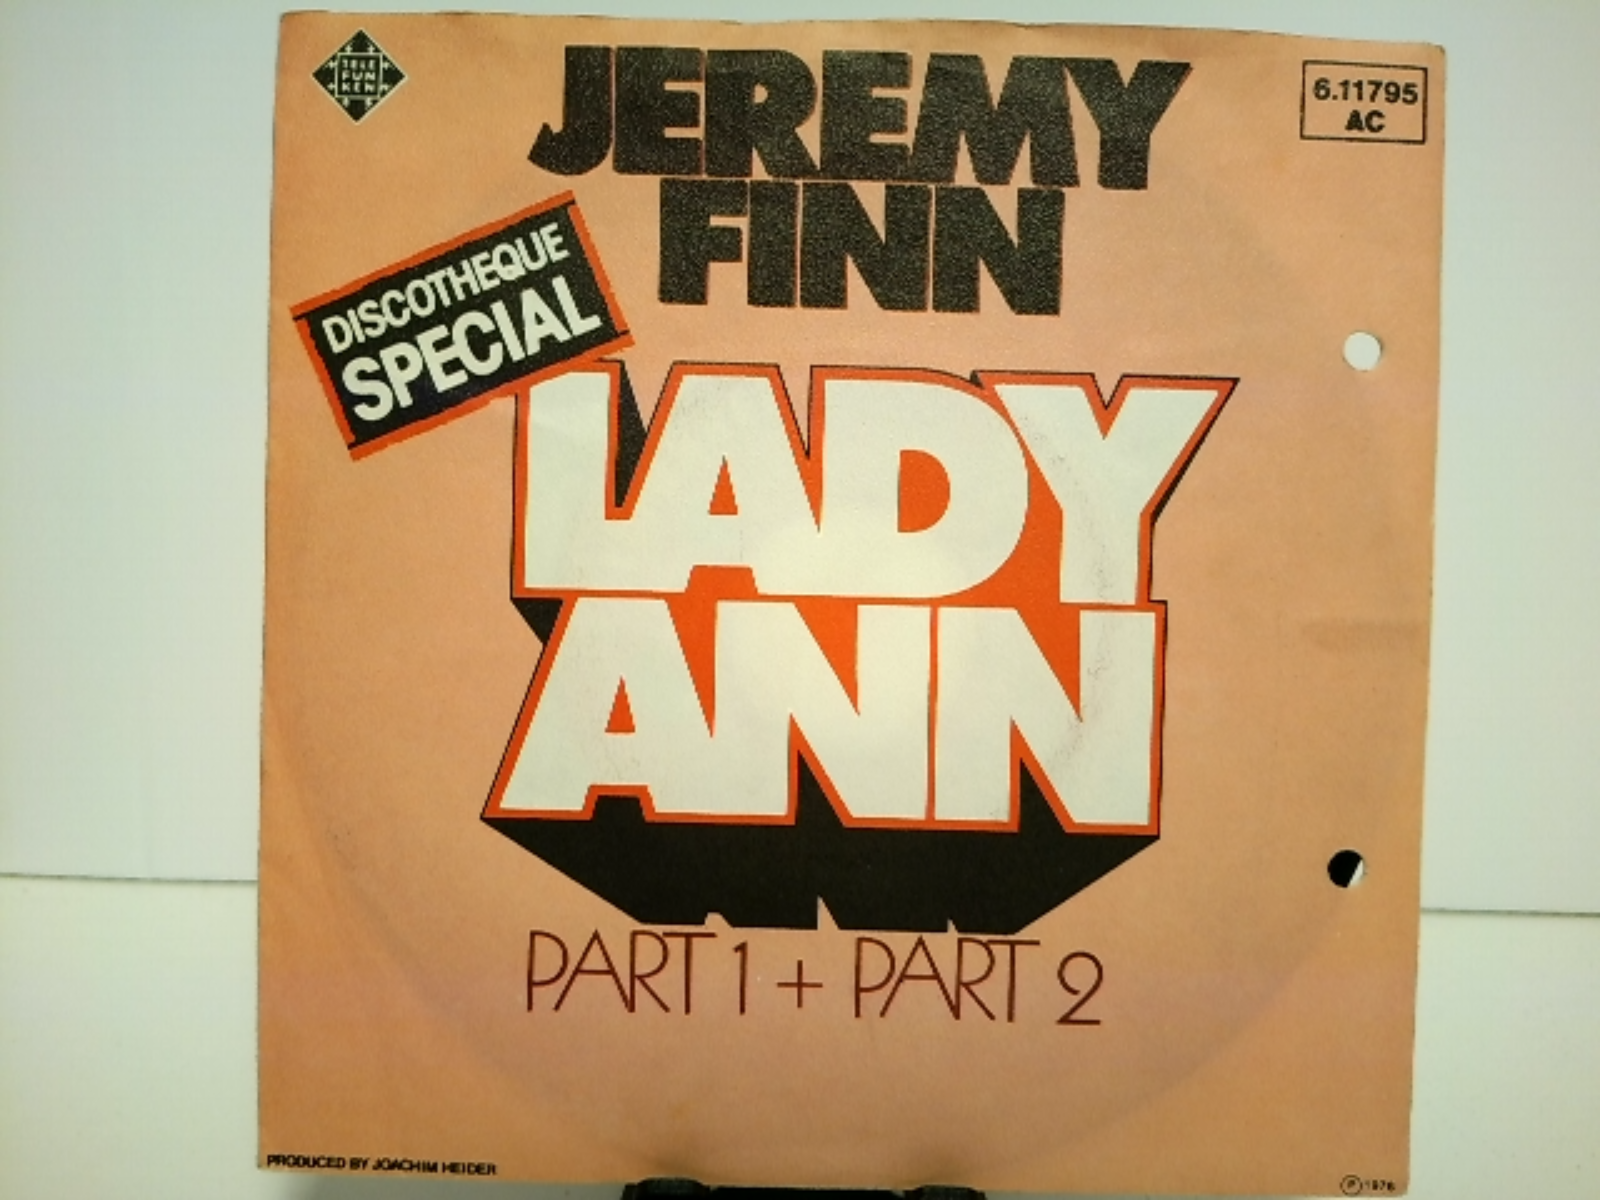 TELE
FUN
KEN
JEREMY
FINN
6.11795
AC
DISCOTHEQUE
SPECIAL
LADY
ANN
PART 1 + PART 2
PRODUCED BY JOACHIM HEIDER
℗ 1976